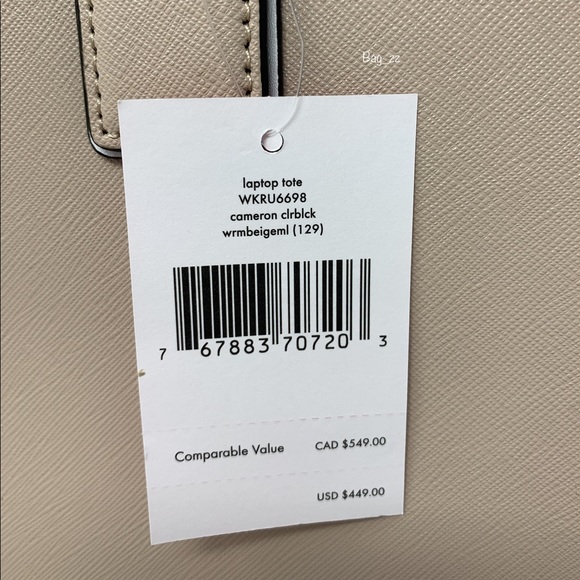 Bag_zz
laptop tote
WKRU6698
cameron clrblck
wrmbeigeml (129)
7 67883 70720 3
Comparable Value CAD $549.00
USD $449.00